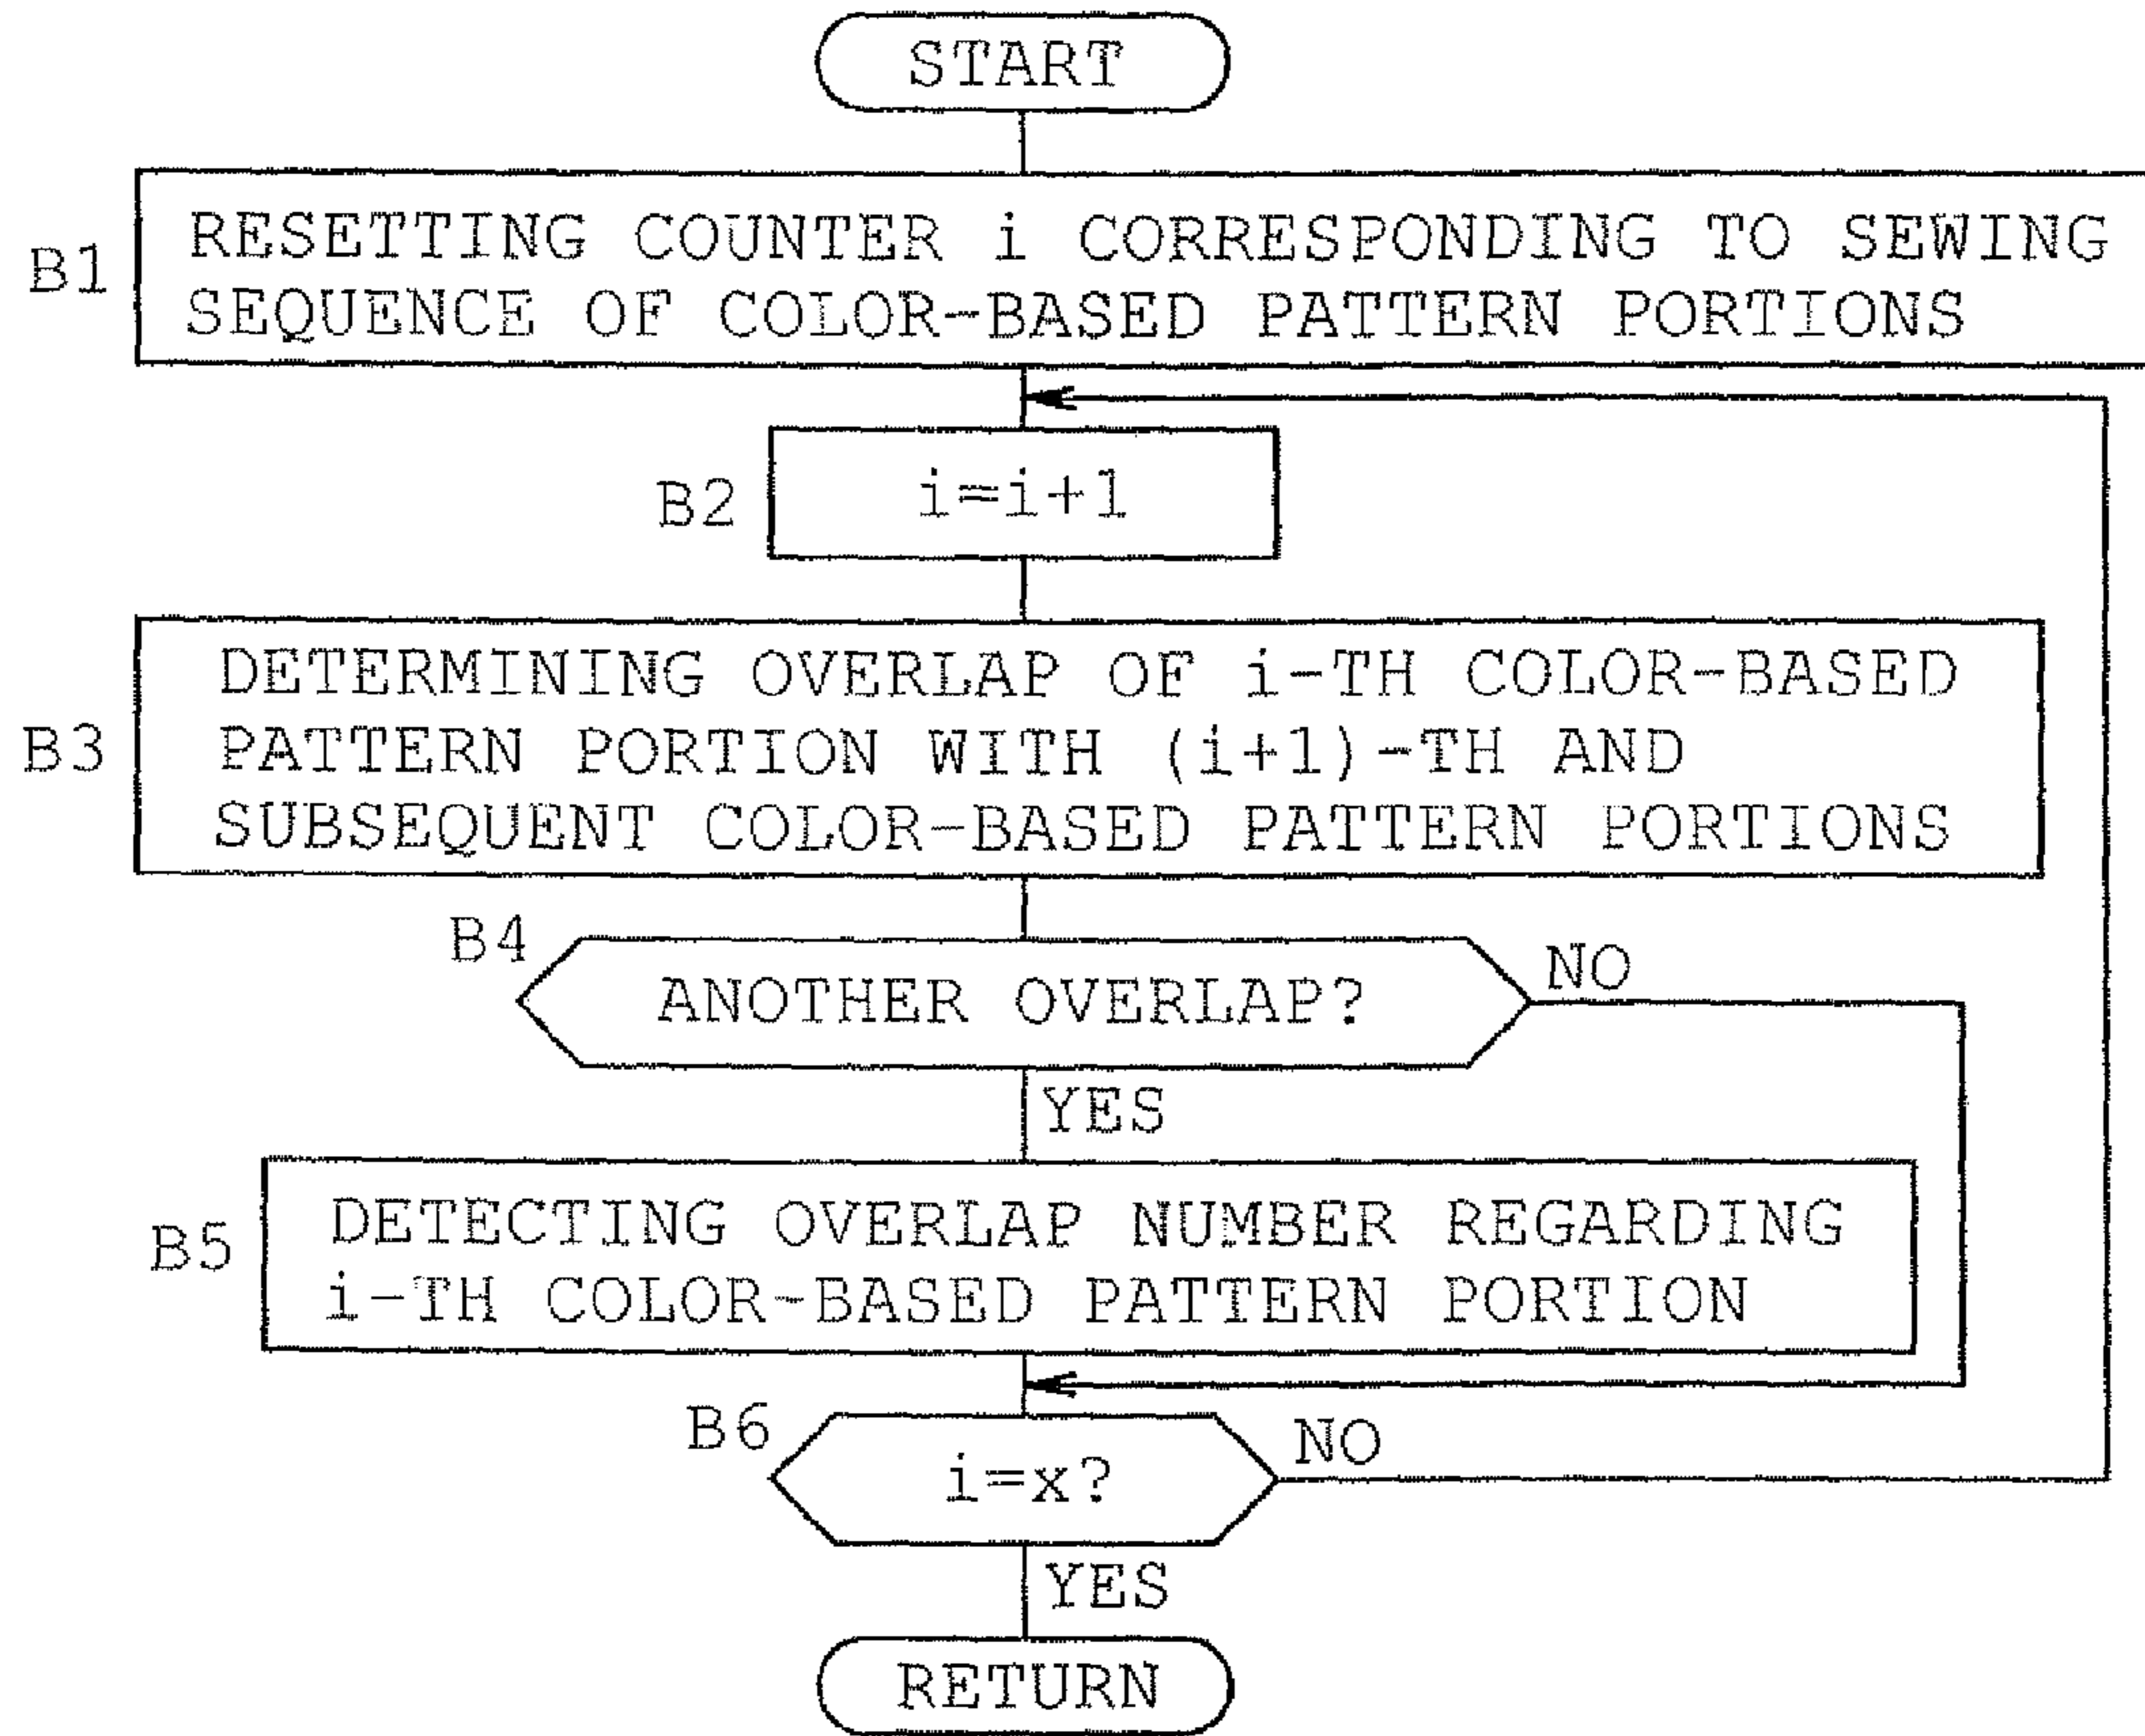 START
B1
RESETTING COUNTER i CORRESPONDING TO SEWING
SEQUENCE OF COLOR-BASED PATTERN PORTIONS
B2
i=i+1
B3
DETERMINING OVERLAP OF i-TH COLOR-BASED
PATTERN PORTION WITH (i+1)-TH AND
SUBSEQUENT COLOR-BASED PATTERN PORTIONS
B4
ANOTHER OVERLAP?
NO
YES
B5
DETECTING OVERLAP NUMBER REGARDING
i-TH COLOR-BASED PATTERN PORTION
B6
i=x?
NO
YES
RETURN